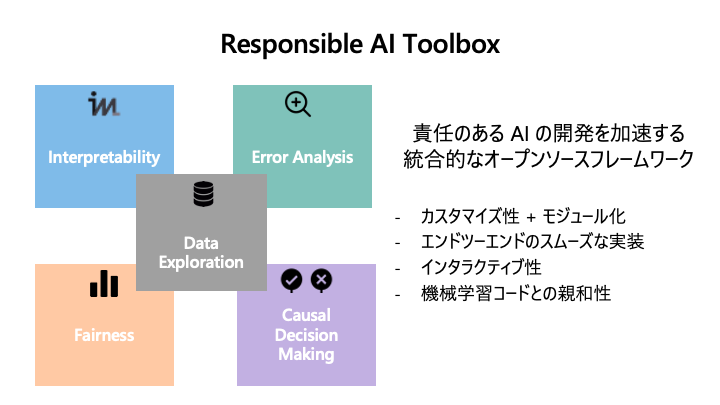 Responsible AI Toolbox
im
Interpretability
Error Analysis
Data
Exploration
Fairness
Causal
Decision
Making
責任のある AI の開発を加速する
統合的なオープンソースフレームワーク
- カスタマイズ性 + モジュール化
- エンドツーエンドのスムーズな実装
- インタラクティブ性
- 機械学習コードとの親和性